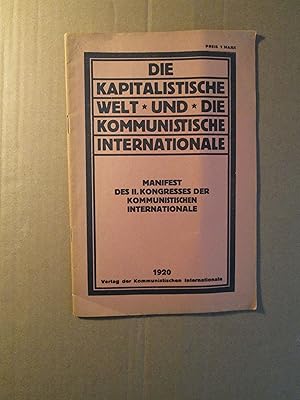 PREIS 1 MARK
DIE
KAPITALISTISCHE
WELT * UND * DIE
KOMMUNISTISCHE
INTERNATIONALE
MANIFEST
DES II. KONGRESSES DER
KOMMUNISTISCHEN
INTERNATIONALE
1920
Verlag der Kommunistischen Internationale